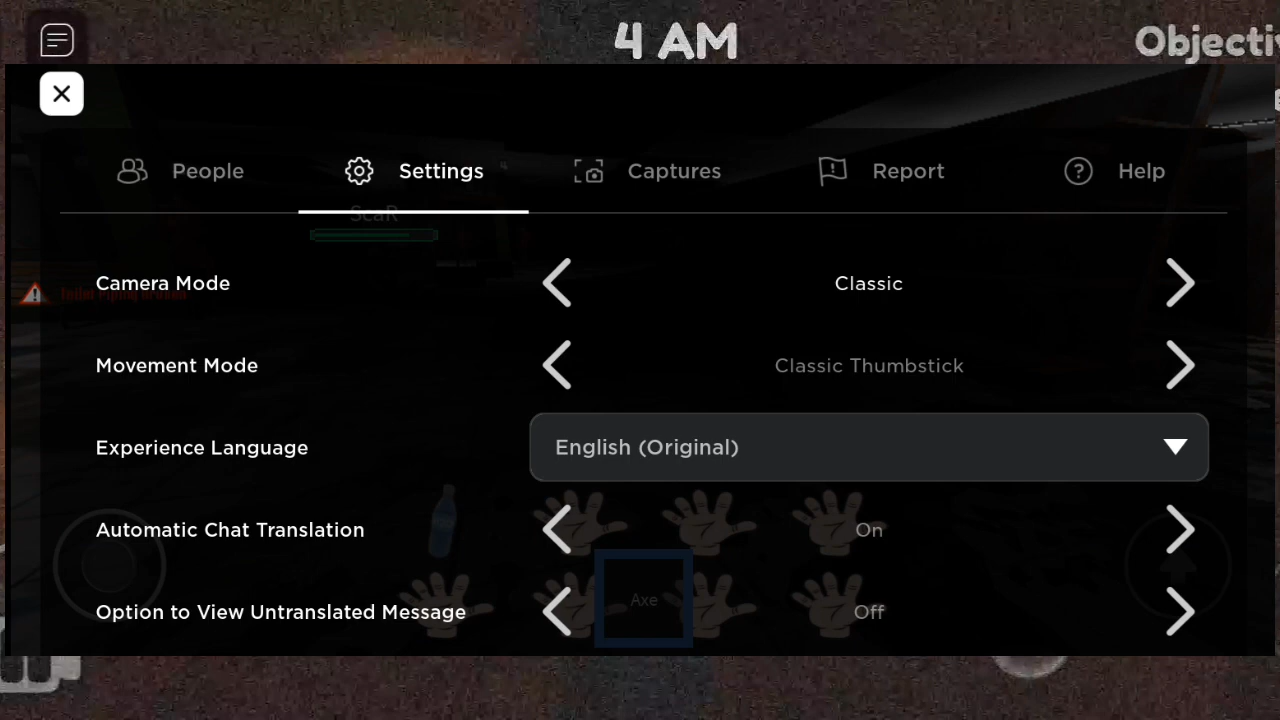 4 AM
Objectiv
People
Settings
Captures
Report
Help
ScaR
Camera Mode
Classic
Movement Mode
Classic Thumbstick
Experience Language
English (Original)
Automatic Chat Translation
On
Option to View Untranslated Message
Axe
Off